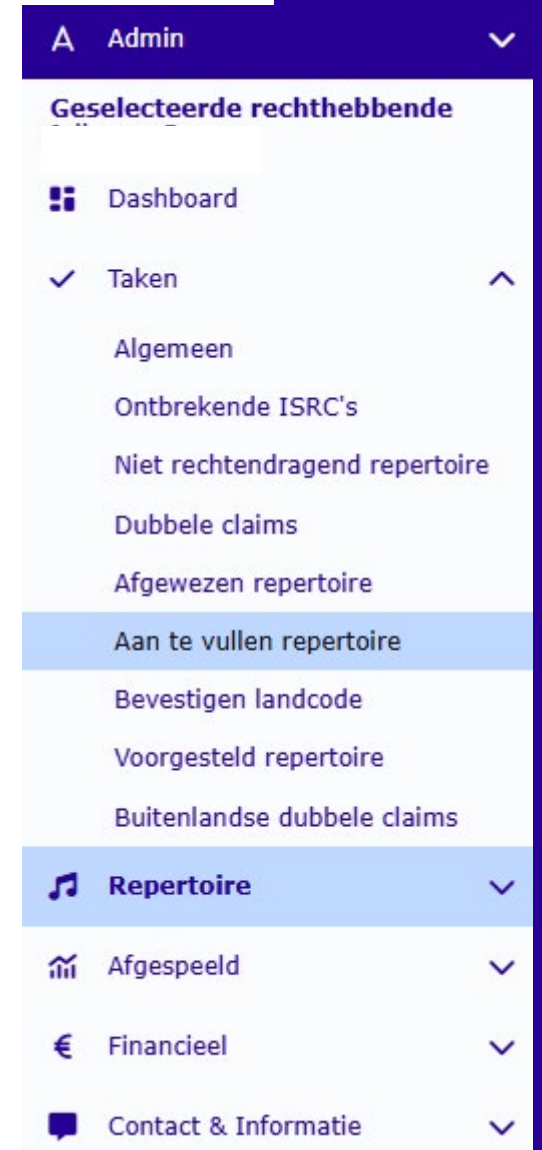 A Admin
Geselecteerde rechthebbende
Dashboard
Taken
Algemeen
Ontbrekende ISRC's
Niet rechtendragend repertoire
Dubbele claims
Afgewezen repertoire
Aan te vullen repertoire
Bevestigen landcode
Voorgesteld repertoire
Buitenlandse dubbele claims
Repertoire
Afgespeeld
€ Financieel
Contact & Informatie